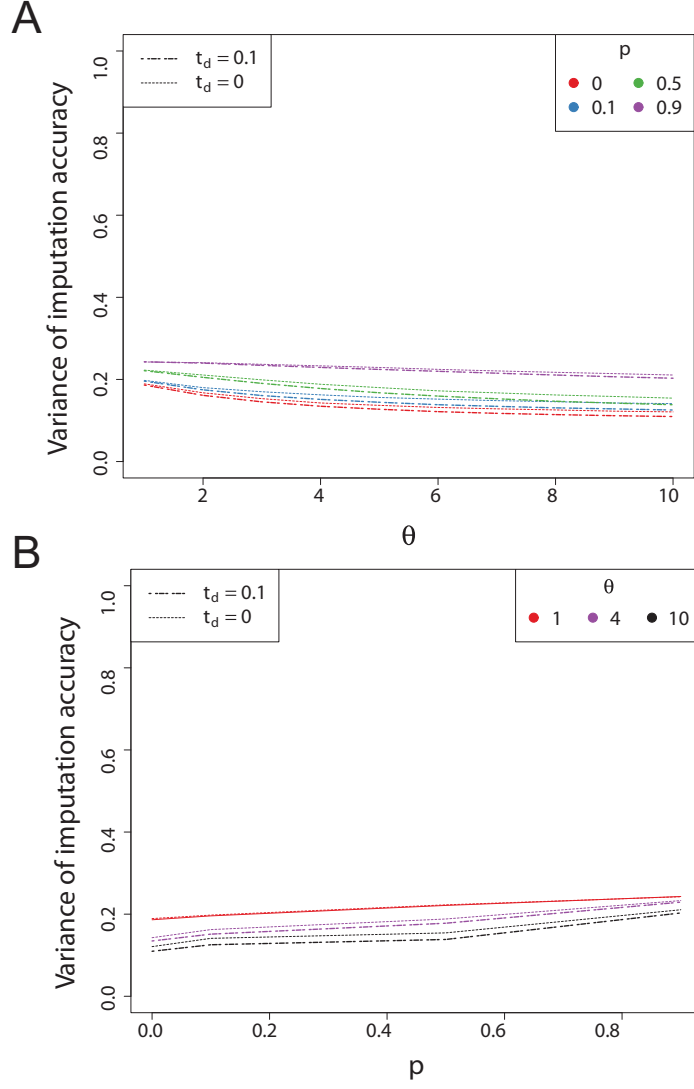 A
t_d = 0.1
t_d = 0
p
0 0.5
0.1 0.9
Variance of imputation accuracy
0.0 0.2 0.4 0.6 0.8 1.0
2 4 6 8 10
θ
B
t_d = 0.1
t_d = 0
θ
1 4 10
Variance of imputation accuracy
0.0 0.2 0.4 0.6 0.8 1.0
0.0 0.2 0.4 0.6 0.8
p